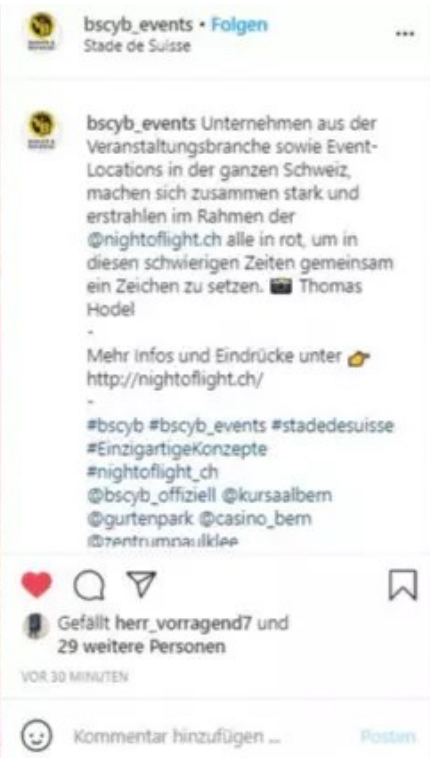 bscyb_events • Folgen
Stade de Suisse
bscyb_events Unternehmen aus der
Veranstaltungsbranche sowie Event-
Locations in der ganzen Schweiz,
machen sich zusammen stark und
erstrahlen im Rahmen der
@nightoflight.ch alle in rot, um in
diesen schwierigen Zeiten gemeinsam
ein Zeichen zu setzen. 📸 Thomas
Hodel
-
Mehr Infos und Eindrücke unter 👉
http://nightoflight.ch/
-
#bscyb #bscyb_events #stadedesuisse
#EinzigartigeKonzepte
#nightoflight_ch
@bscyb_offiziell @kursaalbern
@gurtenpark @casino_bern
@zentrumpaulklee
Gefällt herr_vorragend7 und
29 weitere Personen
VOR 30 MINUTEN
Kommentar hinzufügen ... Posten